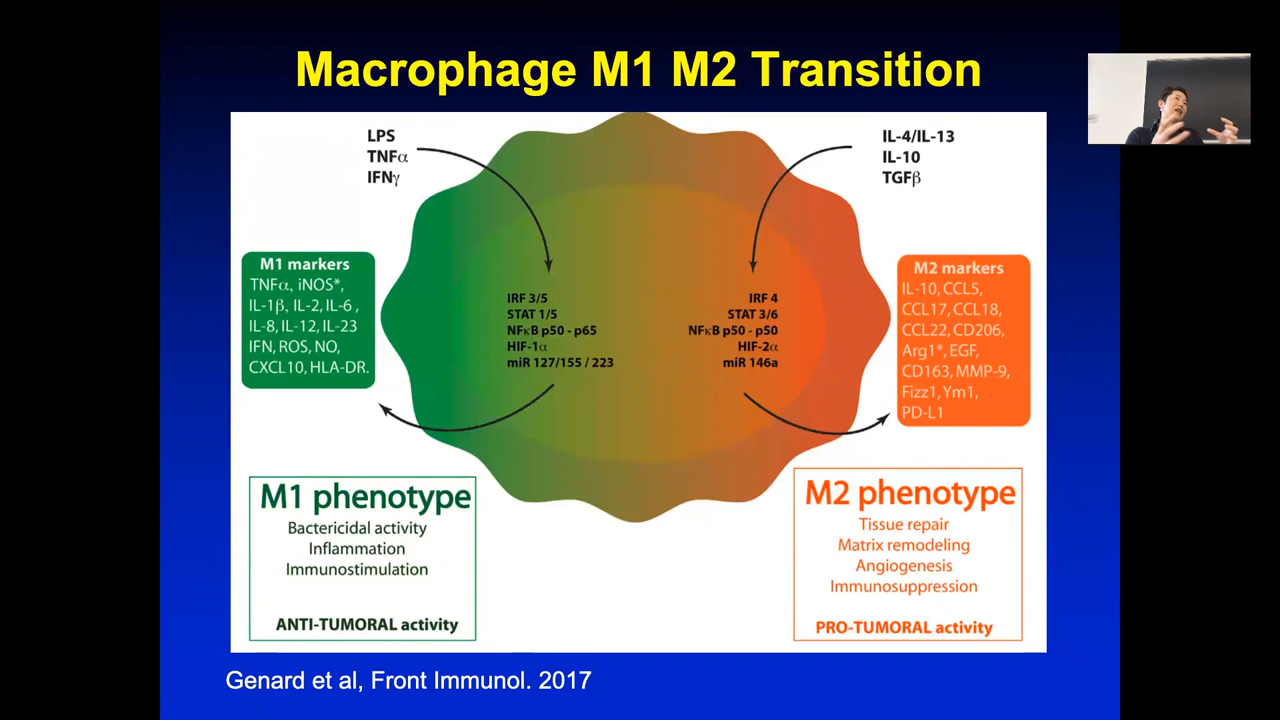 Macrophage M1 M2 Transition
LPS
TNFα
IFNγ
IL-4/IL-13
IL-10
TGFβ
M1 markers
TNFα, iNOS*,
IL-1β, IL-2, IL-6 ,
IL-8, IL-12, IL-23
IFN, ROS, NO,
CXCL10, HLA-DR.
IRF 3/5
STAT 1/5
NFκB p50 - p65
HIF-1α
miR 127/155 / 223
IRF 4
STAT 3/6
NFκB p50 - p50
HIF-2α
miR 146a
M2 markers
IL-10, CCL5,
CCL17, CCL18,
CCL22, CD206,
Arg1*, EGF,
CD163, MMP-9,
Fizz1, Ym1,
PD-L1
M1 phenotype
Bactericidal activity
Inflammation
Immunostimulation
ANTI-TUMORAL activity
M2 phenotype
Tissue repair
Matrix remodeling
Angiogenesis
Immunosuppression
PRO-TUMORAL activity
Genard et al, Front Immunol. 2017